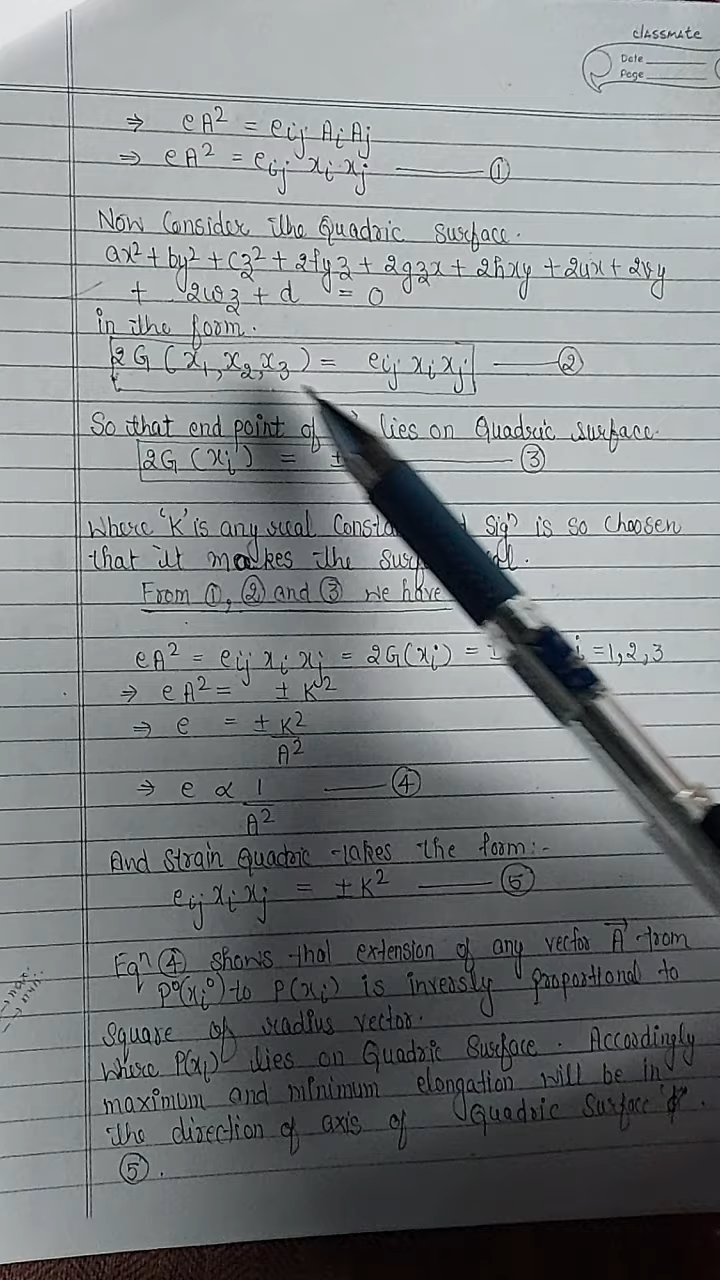 classmate
Date
Page
⇒ eA² = eij Ai Aj
⇒ eA² = eij xi xj ——— ①
Now Consider the Quadric Surface.
ax² + by² + cz² + 2fyz + 2gzx + 2hxy + 2ux + 2vy
+ 2wz + d = 0
in the form.
2G (x₁, x₂, x₃) = eij xi xj ——— ②
So that end point of lies on Quadric Surface.
2G (xi) = ± ——— ③
Where 'K' is any real Sigⁿ is so choosen
that it makes the
From ①, ② and ③ we have
eA² = eij xi xj = 2G(xi) = i = 1, 2, 3
⇒ eA² = ± K²
⇒ e = ± K²
A²
⇒ e ∝ 1 ——— ④
A²
And Strain Quadric takes the form:-
eij xi xj = ± K² ——— ⑤
Eqⁿ ④ shows that extension of any vector A⃗ from
P⁰(xi⁰) to P(xi) is inversly proportional to
Square of radius vector.
where P(xi) lies on Quadric Surface. Accordingly
maximum and minimum elongation will be in
the direction of axis of Quadric Surface
⑤.